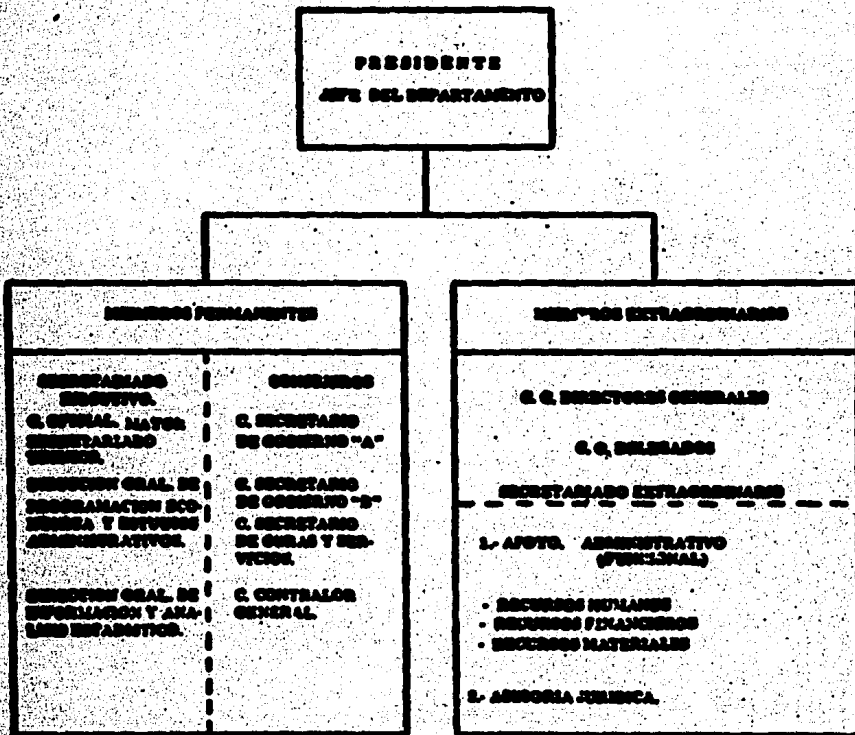 PRESIDENTE
JEFE DEL DEPARTAMENTO
MIEMBROS PERMANENTES
SECRETARIADO
EJECUTIVO.
C. OFICIAL MAYOR
SECRETARIADO
TECNICO.
DIRECCION GRAL. DE
PROGRAMACION ECO-
NOMICA Y ESTUDIOS
ADMINISTRATIVOS.
DIRECCION GRAL. DE
INFORMACION Y ANA-
LISIS ESTADISTICO.
CONSEJEROS
C. SECRETARIO
DE GOBIERNO "A"
C. SECRETARIO
DE GOBIERNO "B"
C. SECRETARIO
DE OBRAS Y SER-
VICIOS.
C. CONTRALOR
GENERAL.
MIEMBROS EXTRAORDINARIOS
C. C. DIRECTORES GENERALES
C. C. DELEGADOS
SECRETARIADO EXTRAORDINARIO
1.- APOYO. ADMINISTRATIVO
(FUNCIONAL)
- RECURSOS HUMANOS
- RECURSOS FINANCIEROS
- RECURSOS MATERIALES
2.- ASESORIA JURIDICA.